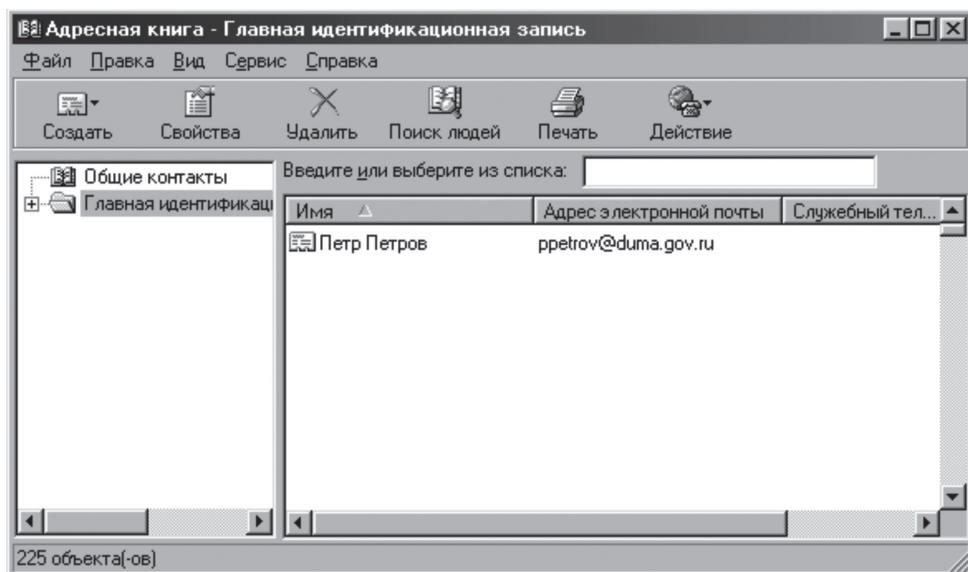 Адресная книга - Главная идентификационная запись
Файл Правка Вид Сервис Справка
Создать Свойства Удалить Поиск людей Печать Действие
Общие контакты
Главная идентификаци
Введите или выберите из списка:
Имя Адрес электронной почты Служебный тел...
Петр Петров ppetrov@duma.gov.ru
225 объекта(-ов)